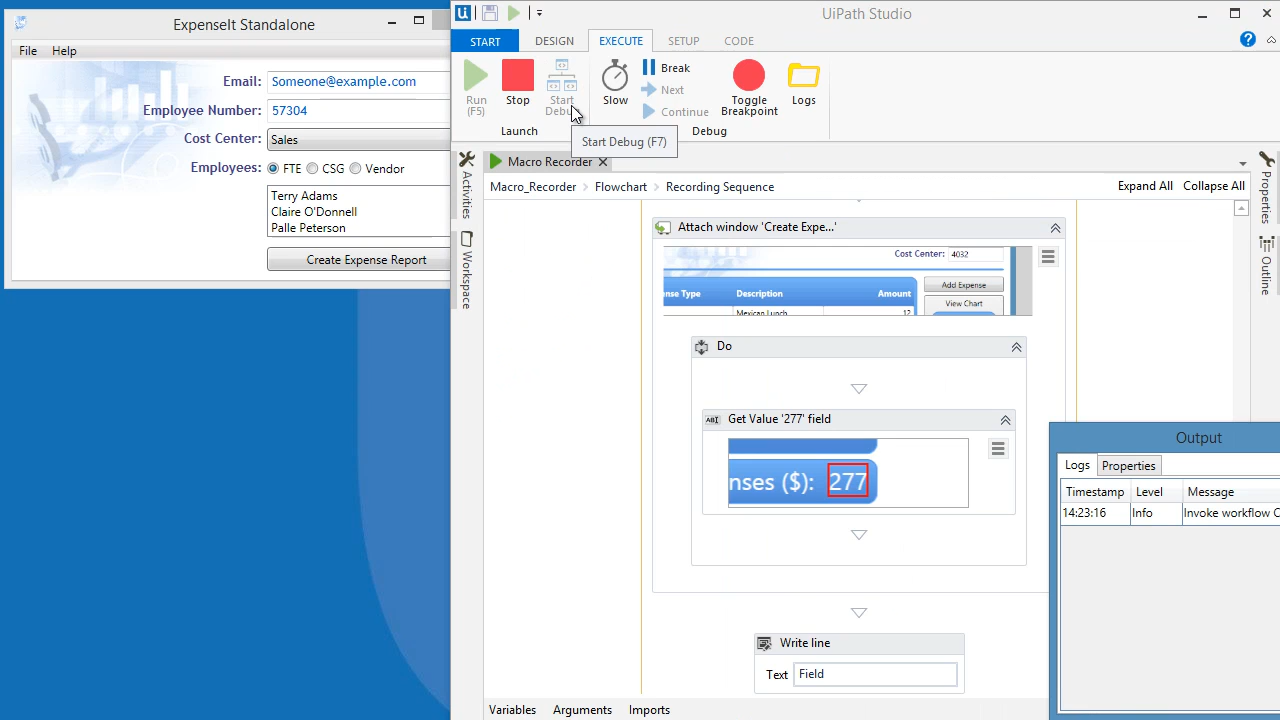 ExpenseIt Standalone
File Help
Email: Someone@example.com
Employee Number: 57304
Cost Center: Sales
Employees: FTE CSG Vendor
Terry Adams
Claire O'Donnell
Palle Peterson
Create Expense Report
UiPath Studio
START DESIGN EXECUTE SETUP CODE
Run (F5)
Stop
Start Debug
Slow
Break
Next
Continue
Toggle Breakpoint
Logs
Launch
Debug
Start Debug (F7)
Macro Recorder
Macro_Recorder Flowchart Recording Sequence
Expand All Collapse All
Activities
Workspace
Properties
Outline
Attach window 'Create Expe...'
Cost Center: 4032
nse Type Description Amount
Add Expense
View Chart
Mexican Lunch 12
Do
Get Value '277' field
nses ($): 277
Write line
Text Field
Variables Arguments Imports
Output
Logs Properties
Timestamp Level Message
14:23:16 Info Invoke workflow C